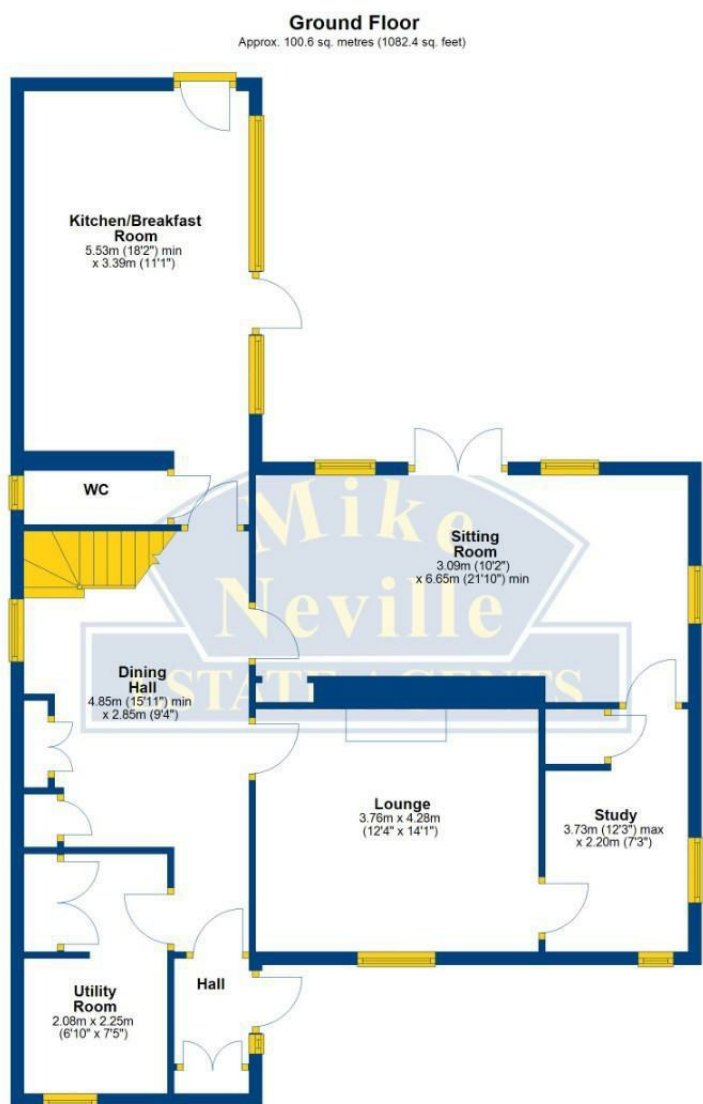 Ground Floor
Approx. 100.6 sq. metres (1082.4 sq. feet)
Kitchen/Breakfast
Room
5.53m (18'2") min
x 3.39m (11'1")
WC
Mike
Neville
ESTATE AGENTS
Sitting
Room
3.09m (10'2")
x 6.65m (21'10") min
Dining
Hall
4.85m (15'11") min
x 2.85m (9'4")
Lounge
3.76m x 4.28m
(12'4" x 14'1")
Study
3.73m (12'3") max
x 2.20m (7'3")
Hall
Utility
Room
2.08m x 2.25m
(6'10" x 7'5")